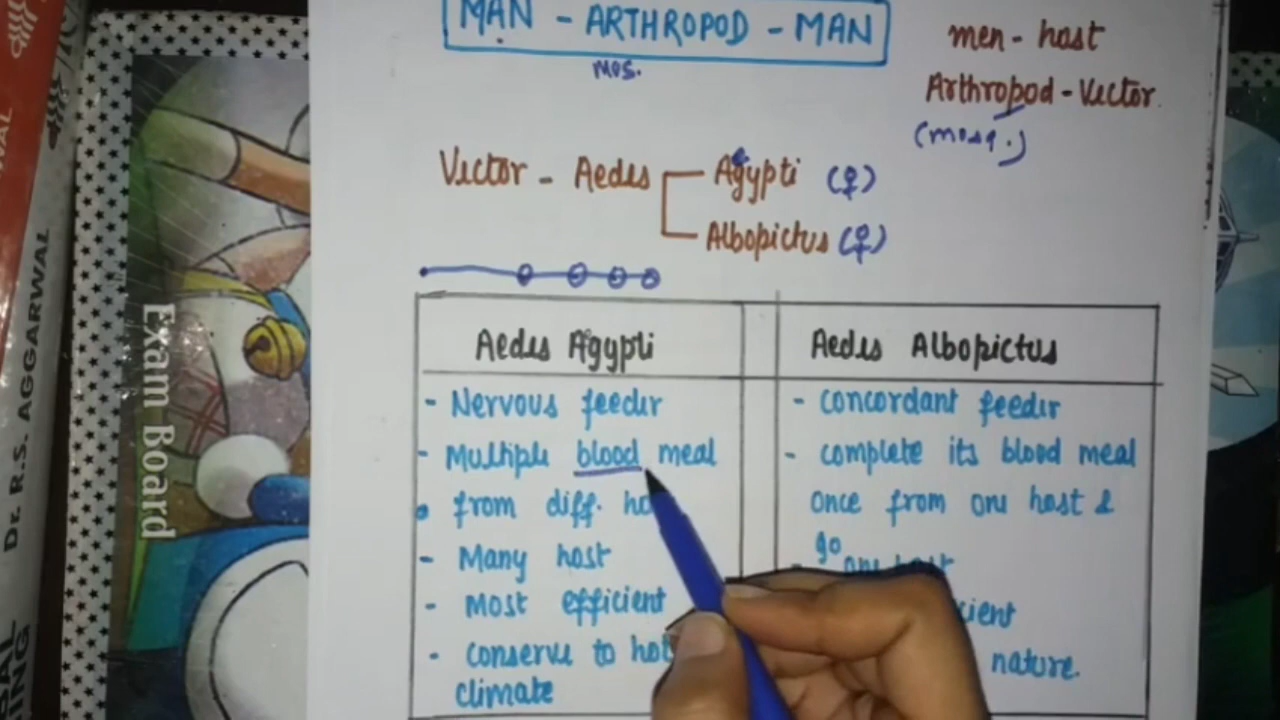 MAN - ARTHROPOD - MAN
mos.
men - host
Arthropod - Vector
(mosq.)
Vector - Aedes
Agypti (♀)
Albopictus (♀)
Aedes Agypti
- Nervous feeder
- Multiple blood meal
from diff.
- Many host
- Most efficient
- conserve to hot
climate
Aedes Albopictus
- concordant feeder
- complete its blood meal
once from one host &
go
nature.
Exam Board
Dr. R.S. AGGARWAL